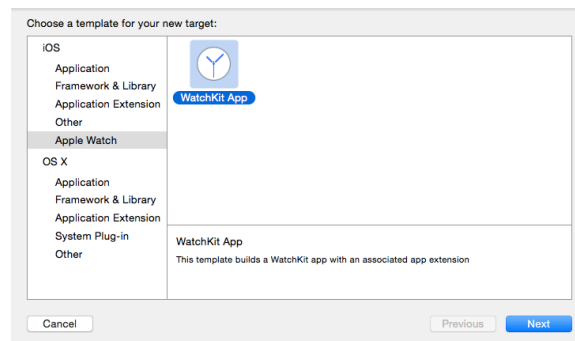 Choose a template for your new target:
iOS
Application
Framework & Library
Application Extension
Other
Apple Watch
OS X
Application
Framework & Library
Application Extension
System Plug-in
Other
WatchKit App
WatchKit App
This template builds a WatchKit app with an associated app extension
Cancel
Previous
Next